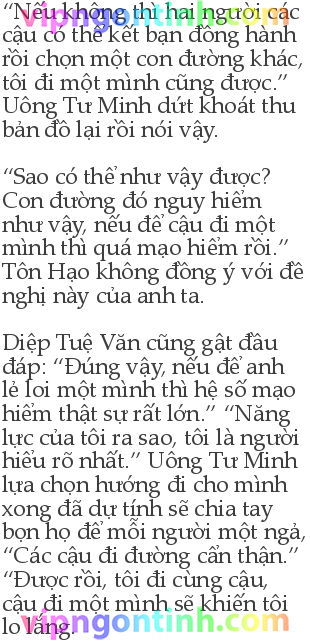 “Nếu không thì hai người các
cậu có thể kết bạn đồng hành
rồi chọn một con đường khác,
tôi đi một mình cũng được.”
Uông Tư Minh dứt khoát thu
bản đồ lại rồi nói vậy.

“Sao có thể như vậy được?
Con đường đó nguy hiểm
như vậy, nếu để cậu đi một
mình thì quá mạo hiểm rồi.”
Tôn Hạo không đồng ý với đề
nghị này của anh ta.

Diệp Tuệ Văn cũng gật đầu
đáp: “Đúng vậy, nếu để anh
lẻ loi một mình thì hệ số mạo
hiểm thật sự rất lớn.” “Năng
lực của tôi ra sao, tôi là người
hiểu rõ nhất.” Uông Tư Minh
lựa chọn hướng đi cho mình
xong đã dự tính sẽ chia tay
bọn họ để mỗi người một ngả,
“Các cậu đi đường cẩn thận.”
“Được rồi, tôi đi cùng cậu,
cậu đi một mình sẽ khiến tôi
lo lắng.
vipngontinh.com
vipngontinh.com